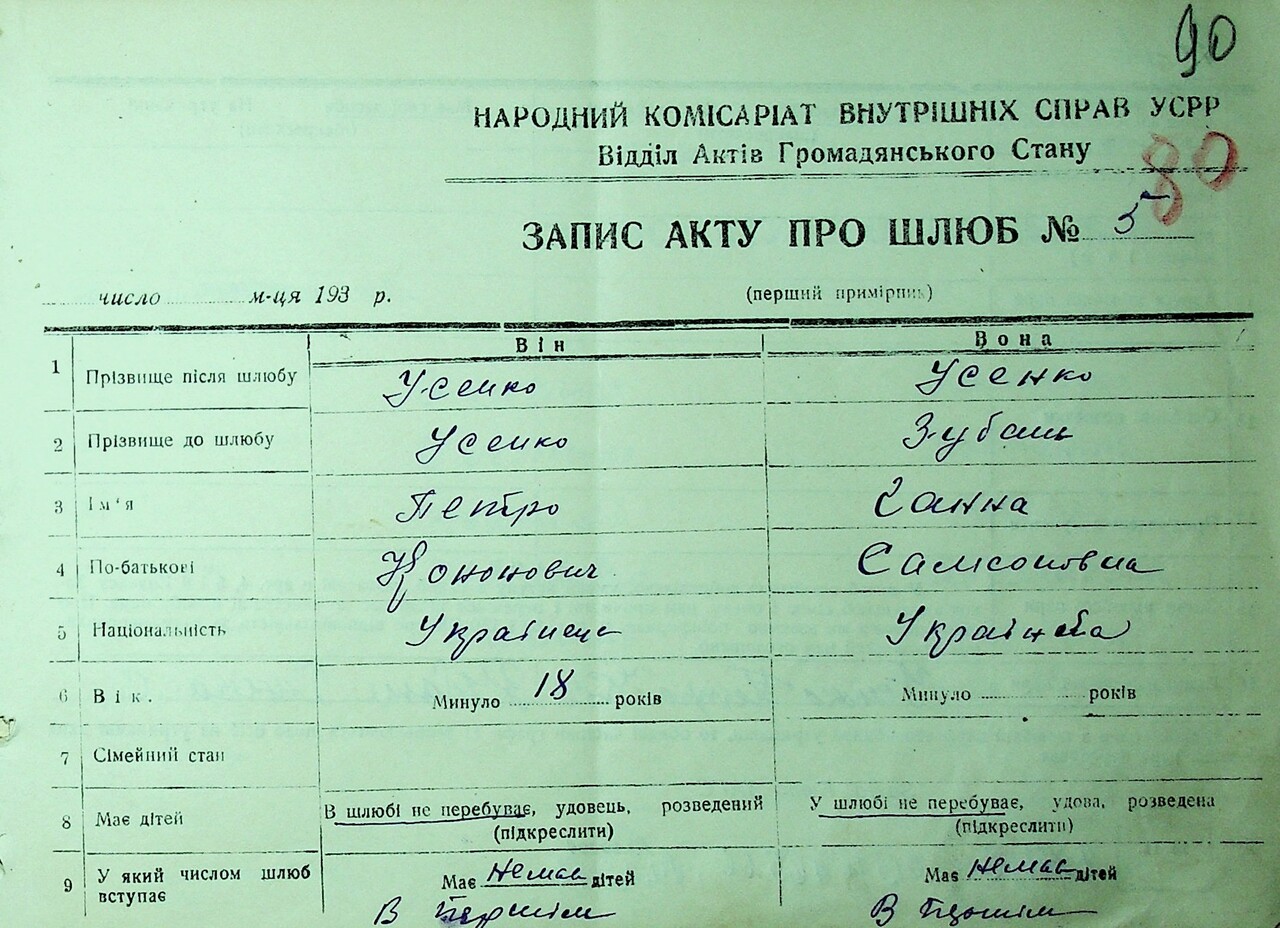 90
НАРОДНИЙ КОМІСАРІАТ ВНУТРІШНІХ СПРАВ УСРР
Відділ Актів Громадянського Стану
80
ЗАПИС АКТУ ПРО ШЛЮБ № 5
число м-ця 193 р. (перший примірник)
Він Вона
1 Прізвище після шлюбу Усенко Усенко
2 Прізвище до шлюбу Усенко Зубань
3 Ім'я Петро Ганна
4 По-батькові Кононович Самсоновна
5 Національність Українець Українка
6 Вік. Минуло 18 років Минуло років
7 Сімейний стан
8 Має дітей В шлюбі не перебуває, удовець, розведений У шлюбі не перебуває, удова, розведена
(підкреслити) (підкреслити)
9 У який числом шлюб вступає Має немає дітей Має немає дітей
В першім В першім